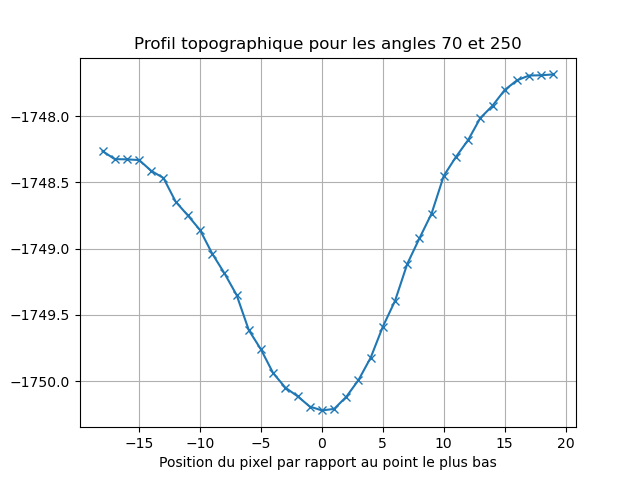 Profil topographique pour les angles 70 et 250
−1748.0
−1748.5
−1749.0
−1749.5
−1750.0
−15 −10 −5 0 5 10 15 20
Position du pixel par rapport au point le plus bas